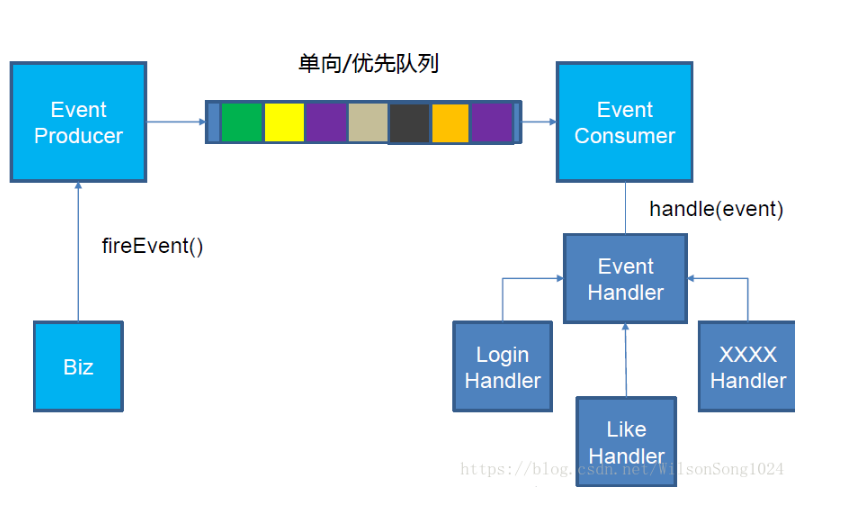 单向/优先队列
Event
Producer
Event
Consumer
handle(event)
fireEvent()
Event
Handler
Biz
Login
Handler
XXXX
Handler
Like
Handler
https://blog.csdn.net/WilsonSong1024